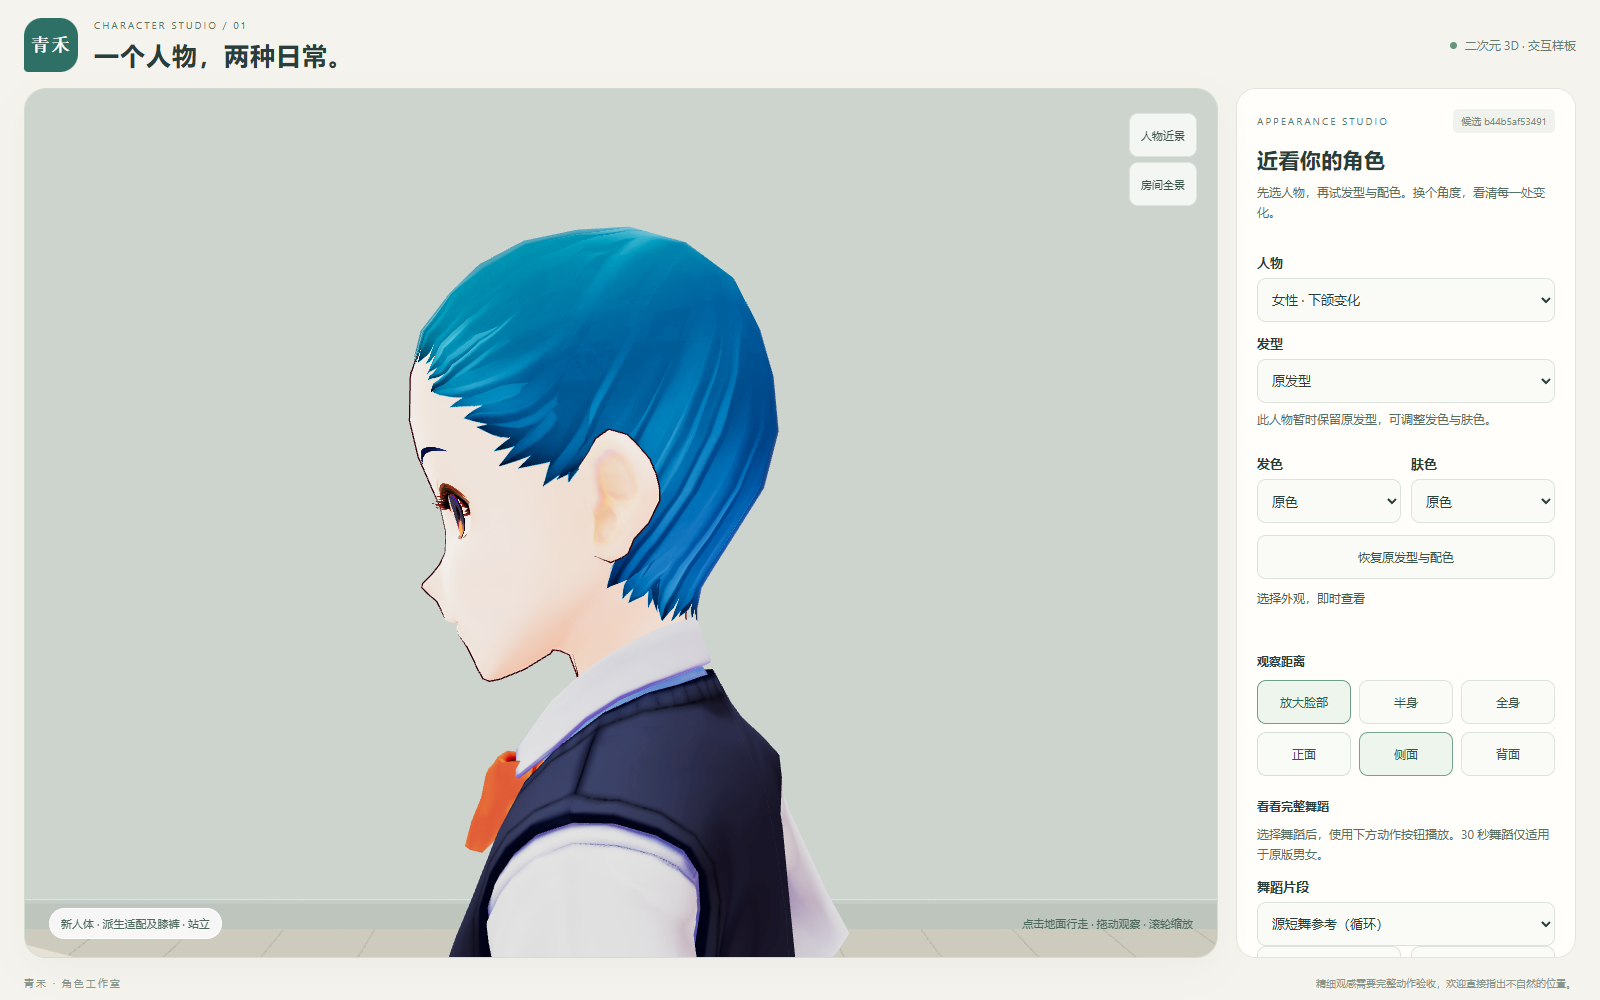 青禾
CHARACTER STUDIO / 01
一个人物，两种日常。
二次元 3D · 交互样板
人物近景
房间全景
新人体 · 派生适配及膝裤 · 站立
点击地面行走 · 拖动观察 · 滚轮缩放
APPEARANCE STUDIO
候选 b44b5af53491
近看你的角色
先选人物，再试发型与配色。换个角度，看清每一处变
化。
人物
女性 · 下颌变化
发型
原发型
此人物暂时保留原发型，可调整发色与肤色。
发色
肤色
原色
原色
恢复原发型与配色
选择外观，即时查看
观察距离
放大脸部
半身
全身
正面
侧面
背面
看看完整舞蹈
选择舞蹈后，使用下方动作按钮播放。30 秒舞蹈仅适用
于原版男女。
舞蹈片段
源短舞参考（循环）
青禾 · 角色工作室
精细观感需要完整动作验收，欢迎直接指出不自然的位置。